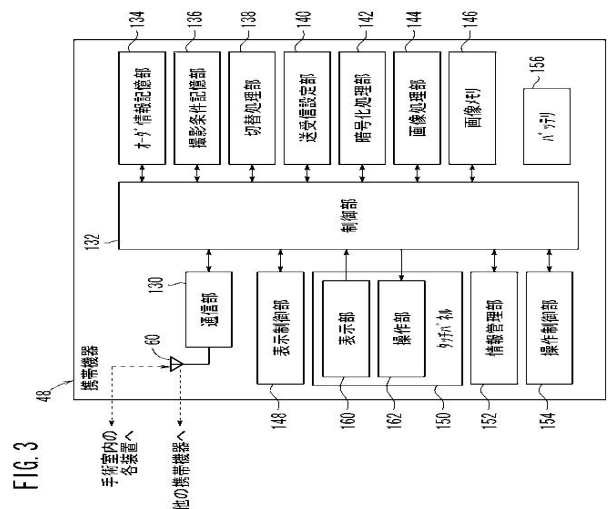 FIG. 3
48
携帯機器
手術室内の
各装置へ
他の携帯機器へ
60
130
通信部
148
表示制御部
160
表示部
162
操作部
150
タッチパネル
152
情報管理部
154
操作制御部
132
制御部
134
オーダ情報記憶部
136
撮影条件記憶部
138
切替処理部
140
送受信設定部
142
暗号化処理部
144
画像処理部
146
画像メモリ
156
バッテリ